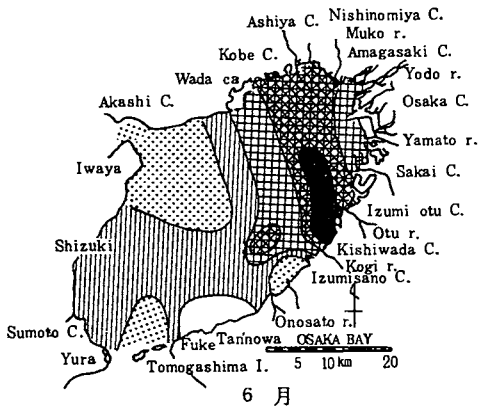 Nishinomiya C.
Ashiya C.
Muko r.
Kobe C.
Amagasaki C.
Wada ca
Yodo r.
Akashi C.
Osaka C.
Yamato r.
Iwaya
Sakai C.
Izumi otu C.
Otu r.
Shizuki
Kishiwada C.
Kogi r.
Izumisano C.
Onosato r.
Sumoto C.
Fuke
Tannowa
OSAKA BAY
Yura
Tomogashima I.
5 10 km 20
6 月